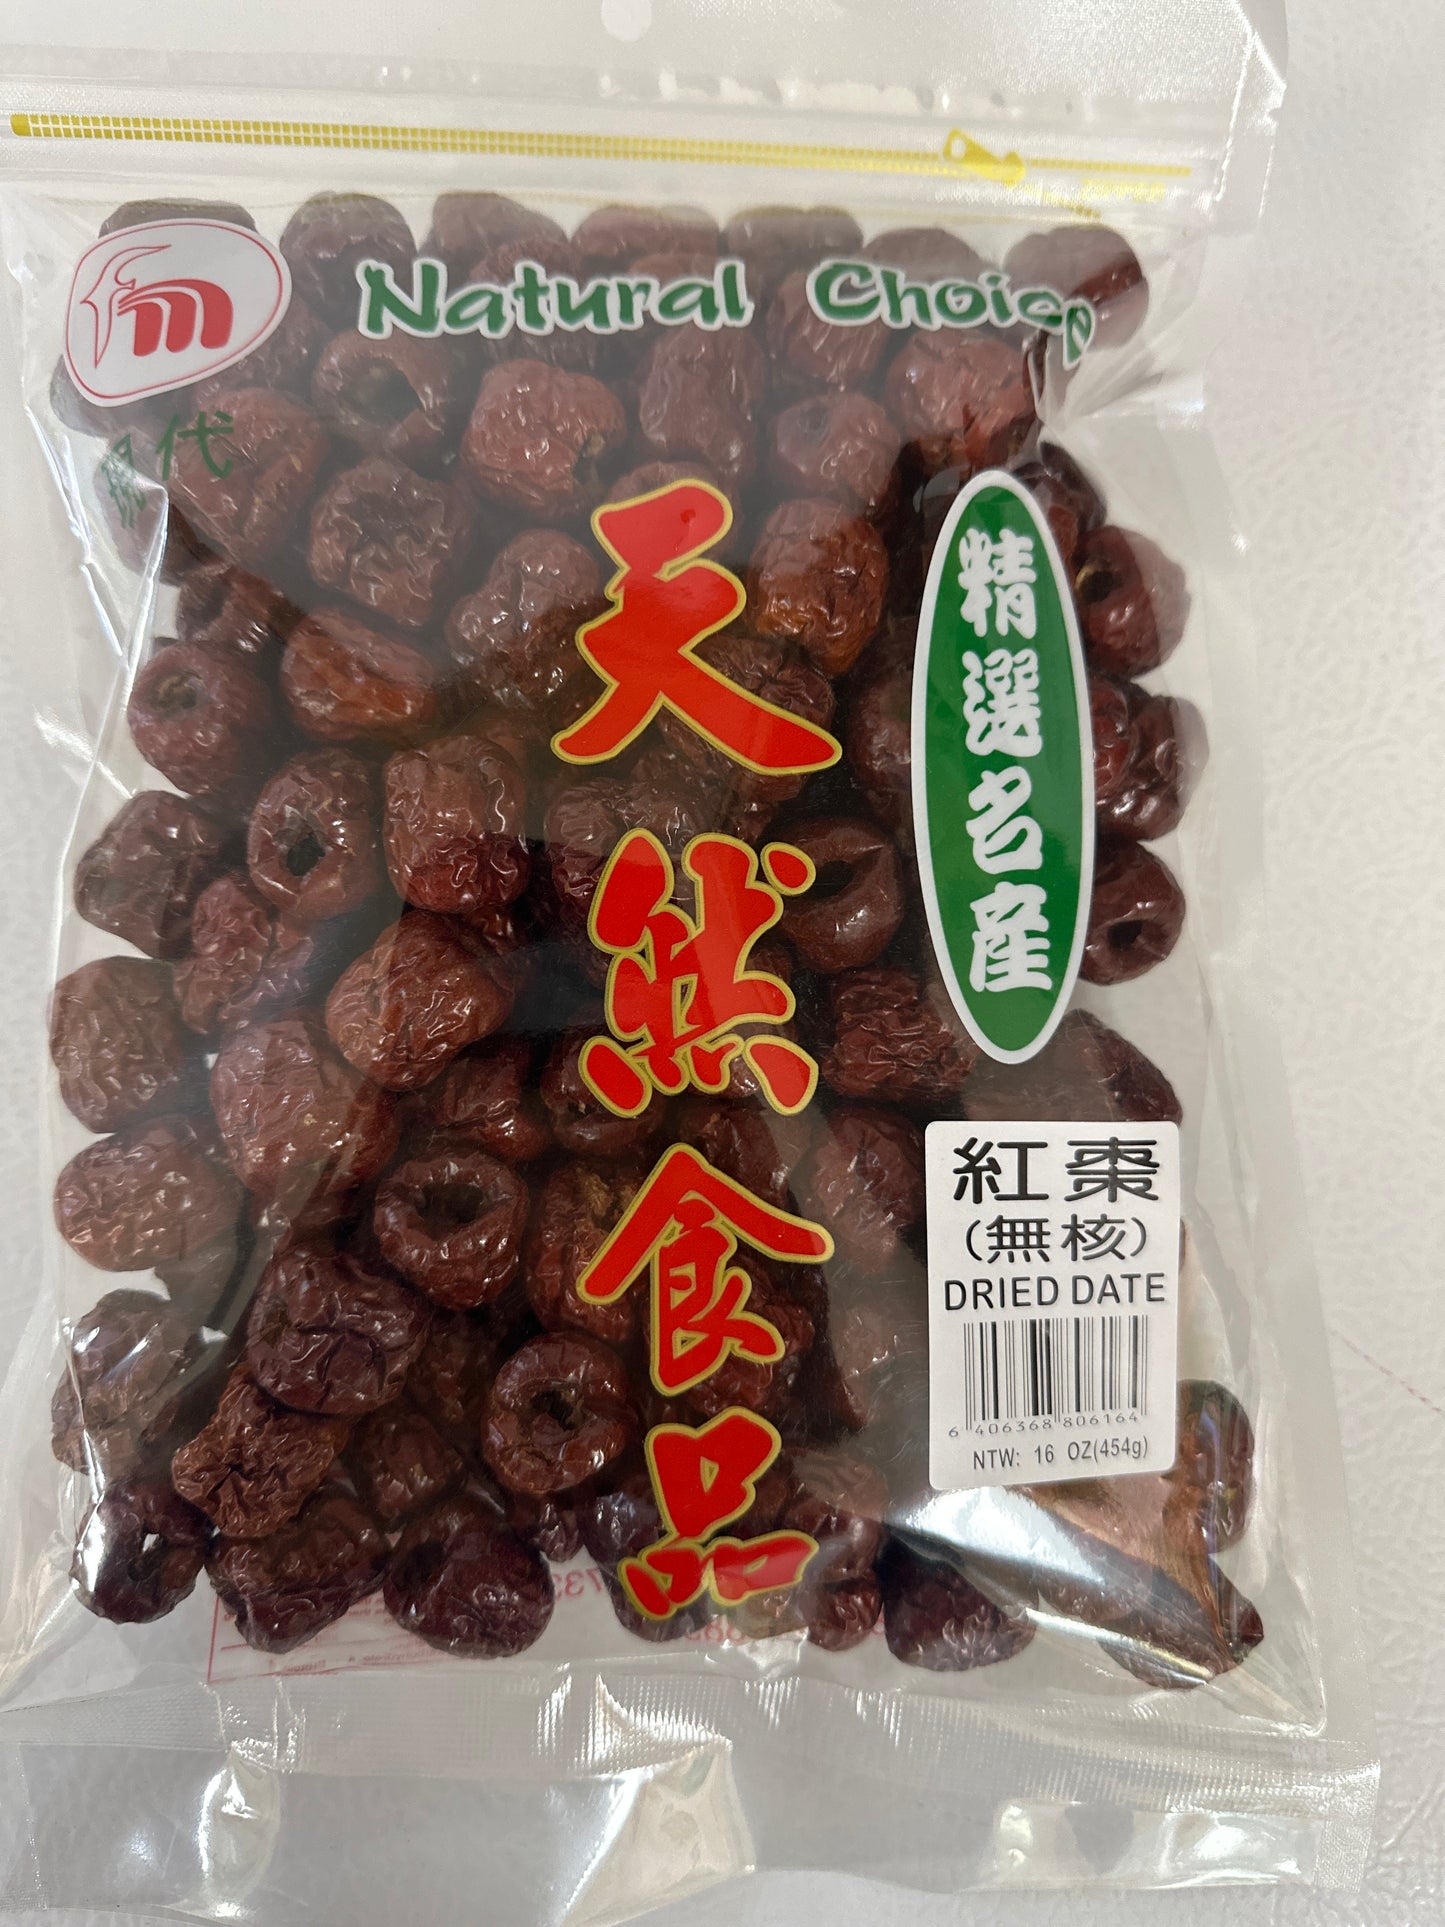 Natural Choice
現代
天然食品
精選名産
紅棗
(無核)
DRIED DATE
6 406368 806164
NTW: 16 OZ(454g)